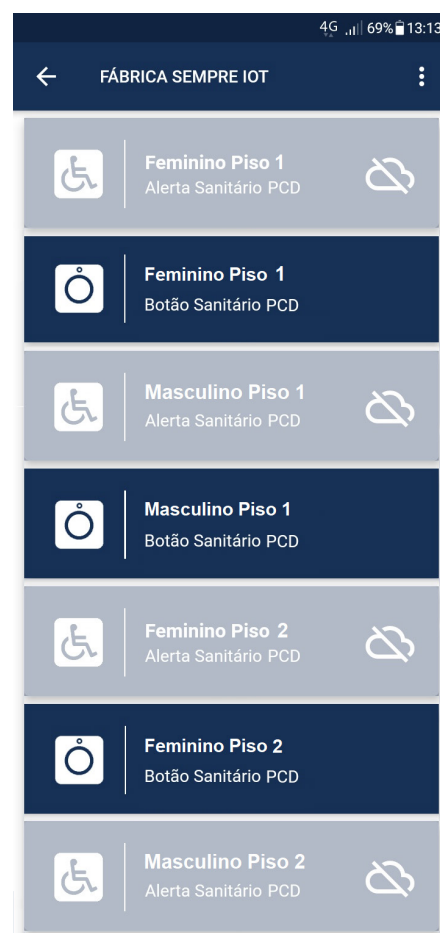 4G 69% 13:13
FÁBRICA SEMPRE IOT
Feminino Piso 1
Alerta Sanitário PCD
Feminino Piso 1
Botão Sanitário PCD
Masculino Piso 1
Alerta Sanitário PCD
Masculino Piso 1
Botão Sanitário PCD
Feminino Piso 2
Alerta Sanitário PCD
Feminino Piso 2
Botão Sanitário PCD
Masculino Piso 2
Alerta Sanitário PCD